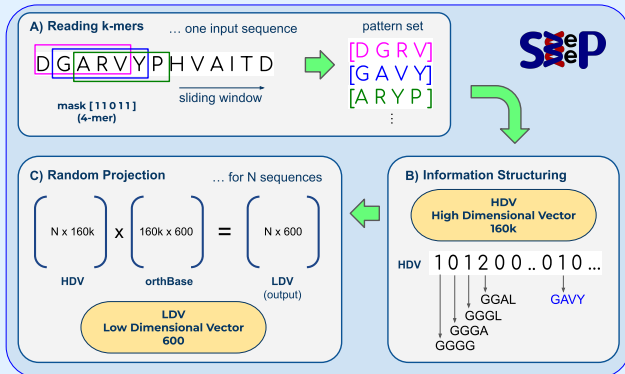 A) Reading k-mers … one input sequence
pattern set
D G A R V Y P H V A I T D
mask [ 1 1 0 1 1 ]
(4-mer)
sliding window
[D G R V]
[G A V Y]
[A R Y P]
⋮
SWeeP
B) Information Structuring
HDV
High Dimensional Vector
160k
HDV 1 0 1 2 0 0 .. 0 1 0 ...
GGAL
GAVY
GGGL
GGGA
GGGG
C) Random Projection … for N sequences
N x 160k x 160k x 600 = N x 600
HDV orthBase LDV
(output)
LDV
Low Dimensional Vector
600